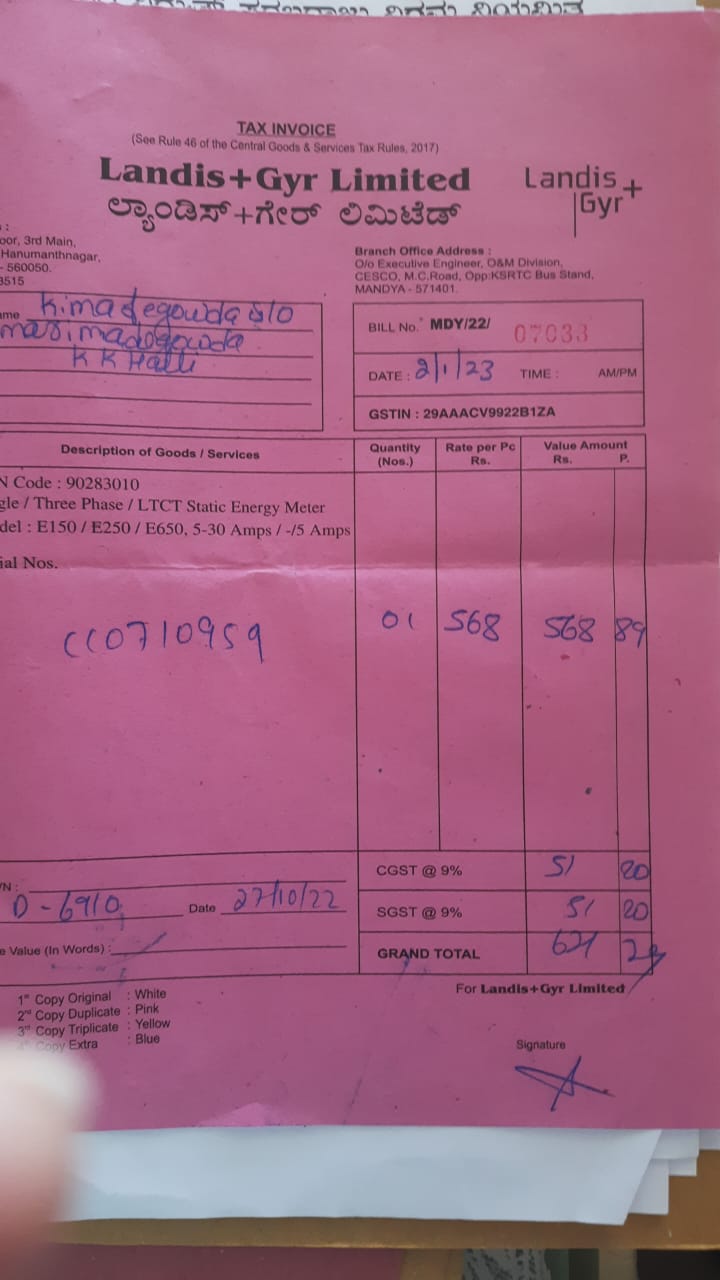 TAX INVOICE
(See Rule 46 of the Central Goods & Services Tax Rules, 2017)
Landis+Gyr Limited
ಲ್ಯಾಂಡಿಸ್+ಗೇರ್ ಲಿಮಿಟೆಡ್
Landis+
Gyr
oor, 3rd Main,
Hanumanthnagar,
- 560050.
3515
Branch Office Address :
O/o Executive Engineer, O&M Division,
CESCO, M.C.Road, Opp:KSRTC Bus Stand,
MANDYA - 571401.
ame K.madegowda S/O
madegowda
K K Halli
BILL No. MDY/22/ 07033
DATE : 2/1/23 TIME : AM/PM
GSTIN : 29AAACV9922B1ZA
Description of Goods / Services Quantity (Nos.) Rate per Pc Rs. Value Amount Rs. P.
N Code : 90283010
gle / Three Phase / LTCT Static Energy Meter
del : E150 / E250 / E650, 5-30 Amps / -/5 Amps
ial Nos.
CC0710959 01 568 568 89
CGST @ 9% 51 20
SGST @ 9% 51 20
GRAND TOTAL 671 29
/N :
D-6910 Date 27/10/22
e Value (In Words) :
For Landis+Gyr Limited
1st Copy Original : White
2nd Copy Duplicate : Pink
3rd Copy Triplicate : Yellow
Copy Extra : Blue
Signature